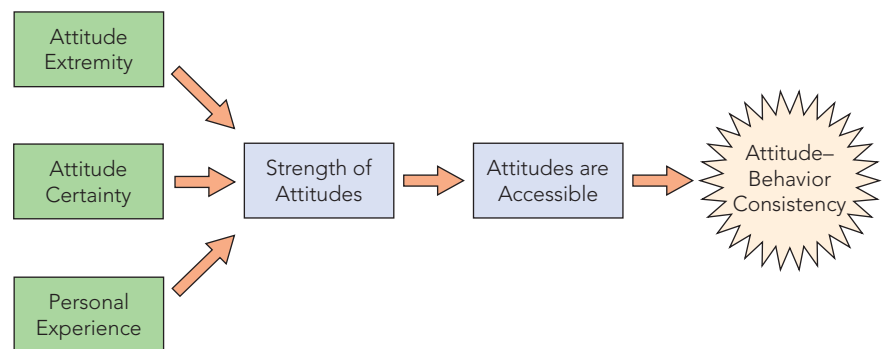 Attitude
Extremity
Attitude
Certainty
Personal
Experience
Strength of
Attitudes
Attitudes are
Accessible
Attitude–
Behavior
Consistency